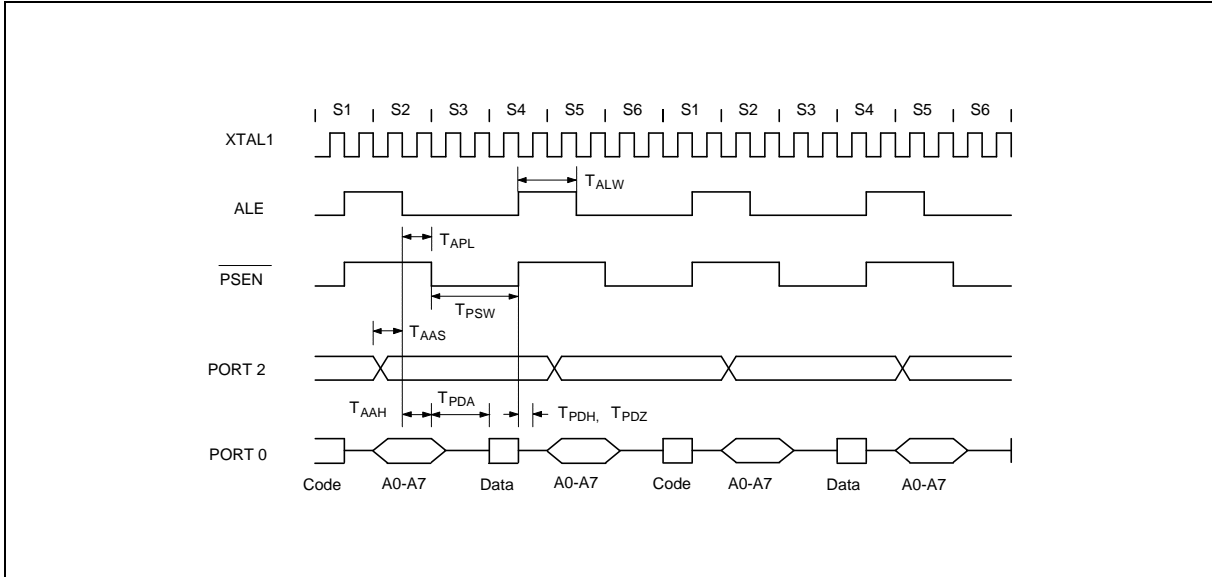 S1 S2 S3 S4 S5 S6 S1 S2 S3 S4 S5 S6
XTAL1
TALW
ALE
TAPL
PSEN
TPSW
TAAS
PORT 2
TAAH TPDA TPDH, TPDZ
PORT 0
Code A0-A7 Data A0-A7 Code A0-A7 Data A0-A7